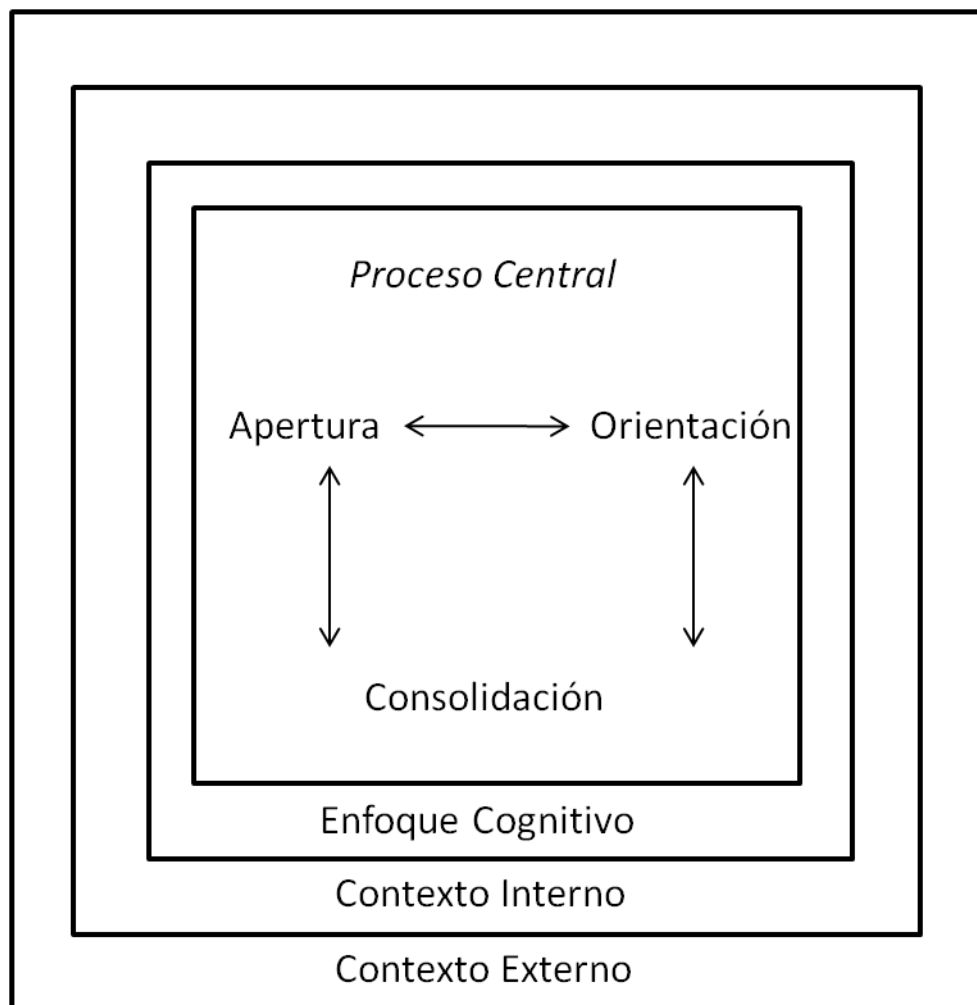 Proceso Central
Apertura
Orientación
Consolidación
Enfoque Cognitivo
Contexto Interno
Contexto Externo